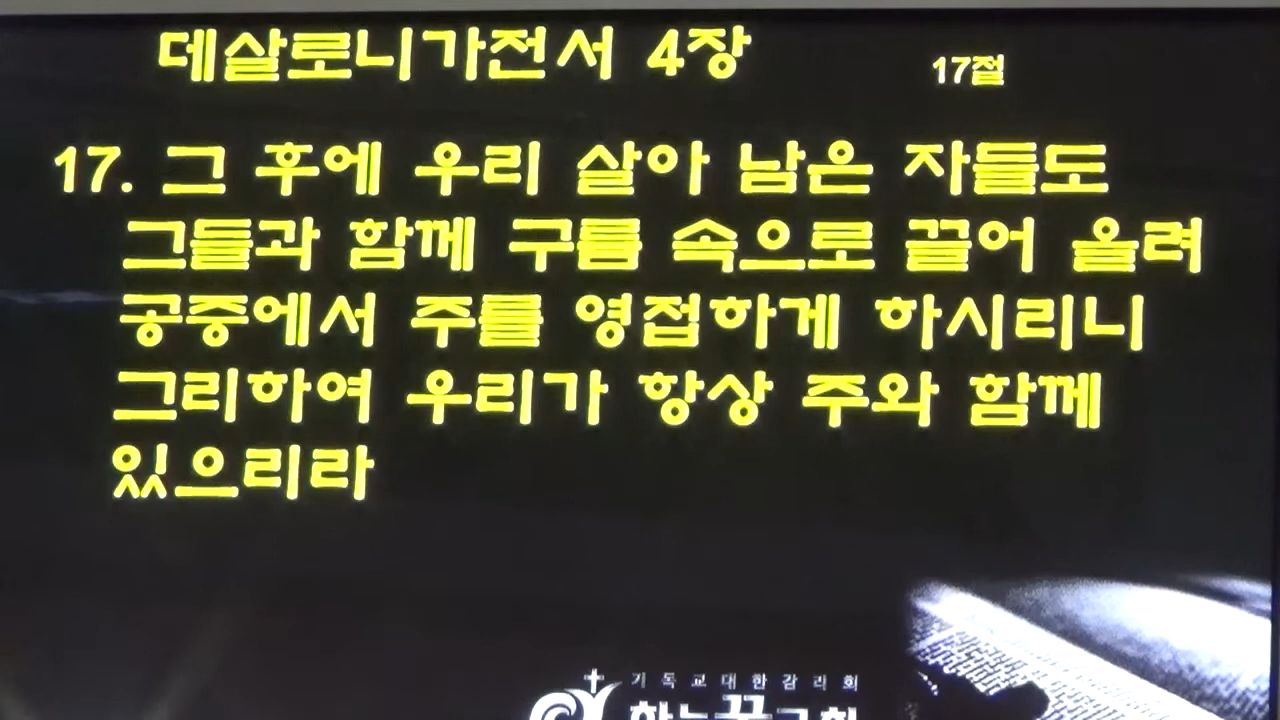 데살로니가전서 4장 17절
17. 그 후에 우리 살아 남은 자들도
그들과 함께 구름 속으로 끌어 올려
공중에서 주를 영접하게 하시리니
그리하여 우리가 항상 주와 함께
있으리라
기독교대한감리회